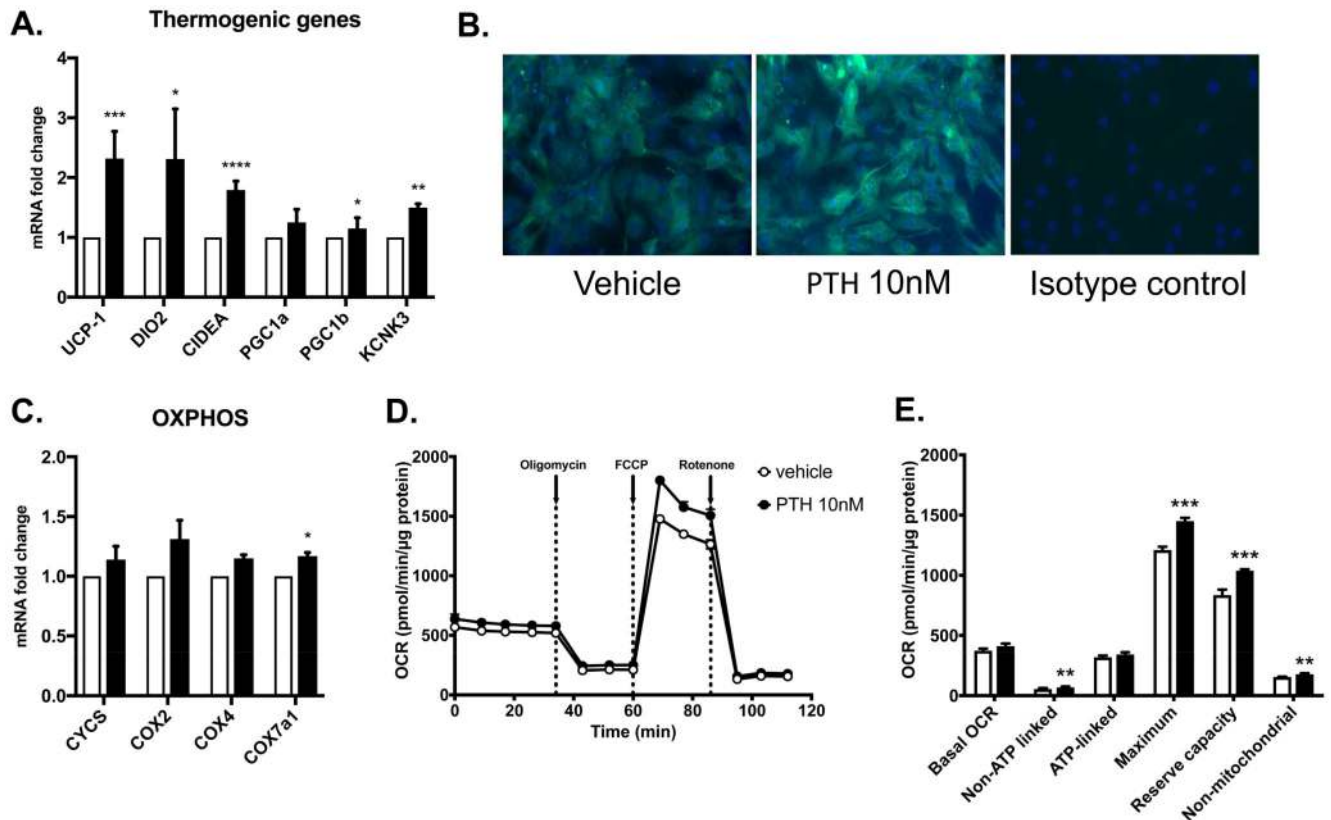 A.
Thermogenic genes
mRNA fold change
4
3
2
1
0
***
*
****
*
**
UCP-1
DIO2
CIDEA
PGC1a
PGC1b
KCNK3
B.
Vehicle
PTH 10nM
Isotype control
C.
OXPHOS
mRNA fold change
2.0
1.5
1.0
0.5
0.0
*
CYCS
COX2
COX4
COX7a1
D.
OCR (pmol/min/µg protein)
2000
1500
1000
500
0
Oligomycin
FCCP
Rotenone
vehicle
PTH 10nM
0 20 40 60 80 100 120
Time (min)
E.
OCR (pmol/min/µg protein)
2000
1500
1000
500
0
**
***
***
**
Basal OCR
Non-ATP linked
ATP-linked
Maximum
Reserve capacity
Non-mitochondrial